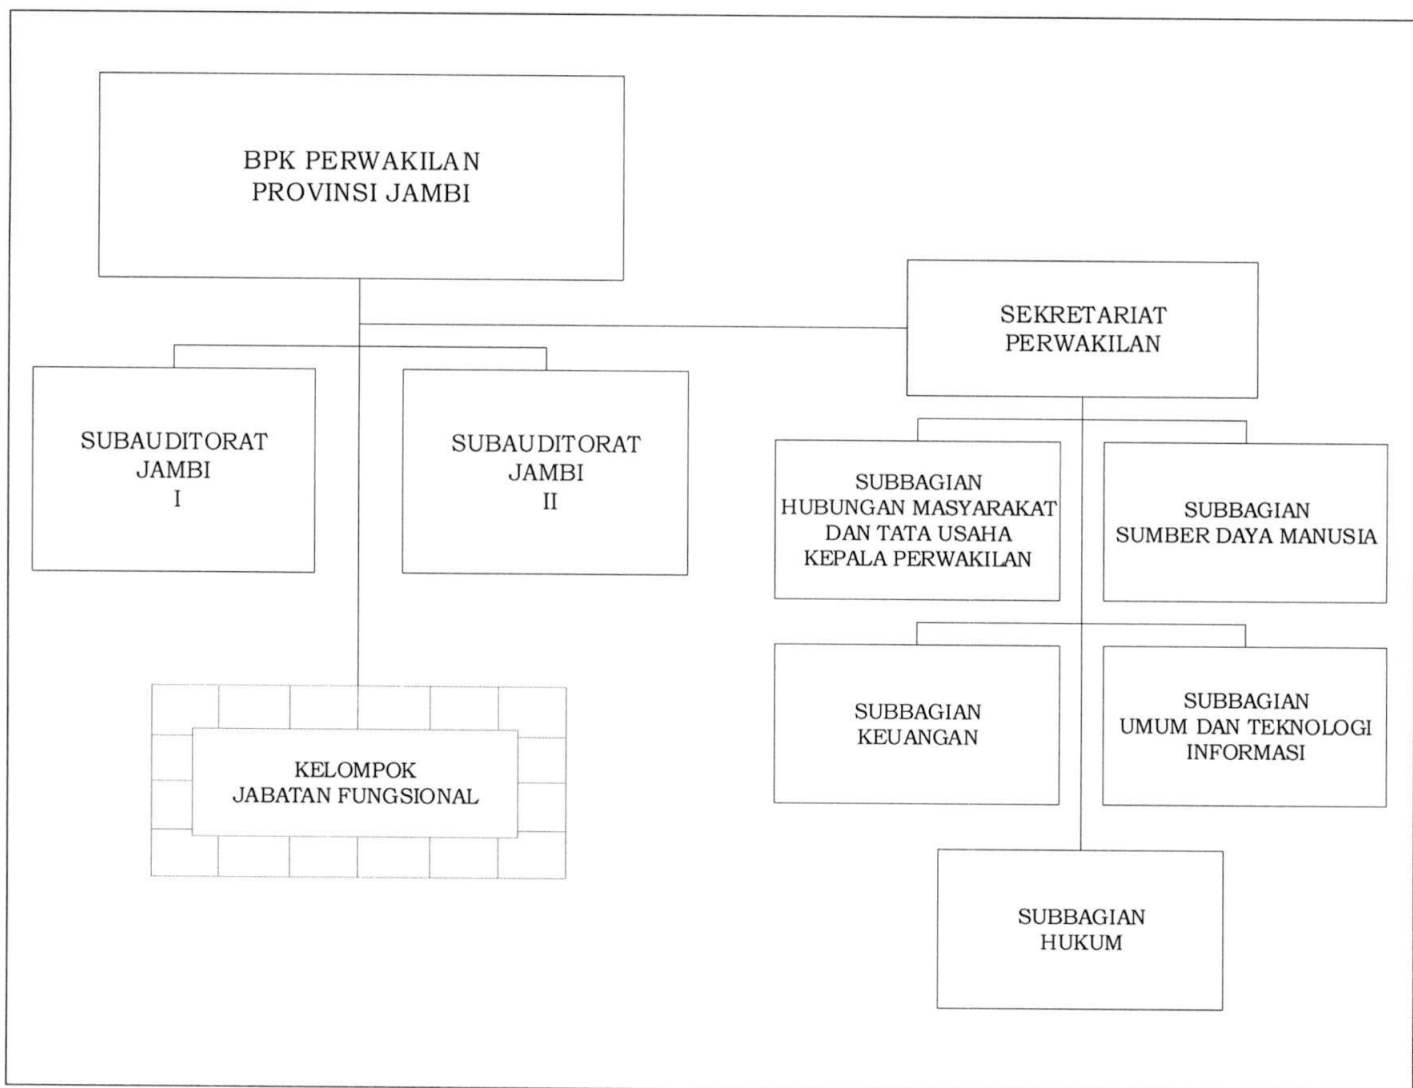 BPK PERWAKILAN
PROVINSI JAMBI
SEKRETARIAT
PERWAKILAN
SUBAUDITORAT
JAMBI
I
SUBAUDITORAT
JAMBI
II
SUBBAGIAN
HUBUNGAN MASYARAKAT
DAN TATA USAHA
KEPALA PERWAKILAN
SUBBAGIAN
SUMBER DAYA MANUSIA
SUBBAGIAN
KEUANGAN
SUBBAGIAN
UMUM DAN TEKNOLOGI
INFORMASI
KELOMPOK
JABATAN FUNGSIONAL
SUBBAGIAN
HUKUM